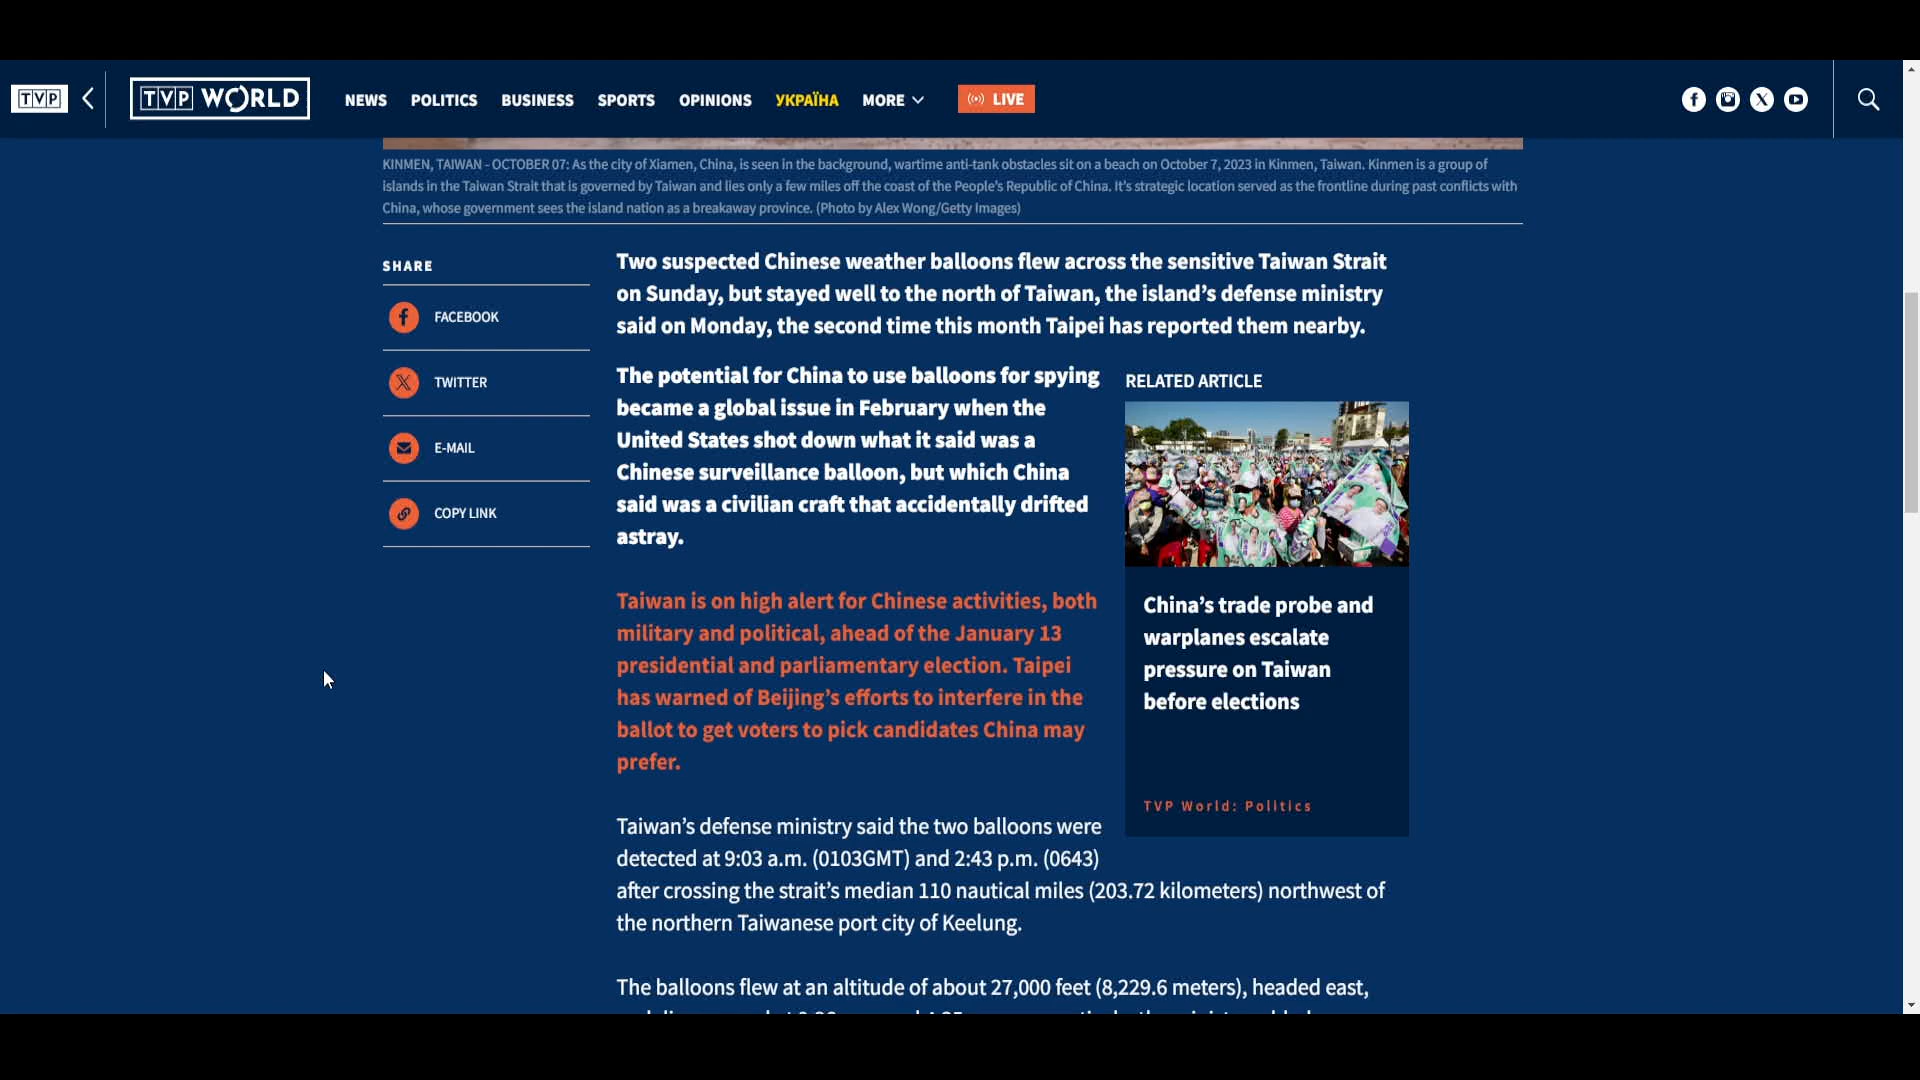 TVP
TVP WORLD
NEWS POLITICS BUSINESS SPORTS OPINIONS УКРАЇНА MORE LIVE
KINMEN, TAIWAN - OCTOBER 07: As the city of Xiamen, China, is seen in the background, wartime anti-tank obstacles sit on a beach on October 7, 2023 in Kinmen, Taiwan. Kinmen is a group of
islands in the Taiwan Strait that is governed by Taiwan and lies only a few miles off the coast of the People's Republic of China. It's strategic location served as the frontline during past conflicts with
China, whose government sees the island nation as a breakaway province. (Photo by Alex Wong/Getty Images)
SHARE
FACEBOOK
TWITTER
E-MAIL
COPY LINK
Two suspected Chinese weather balloons flew across the sensitive Taiwan Strait
on Sunday, but stayed well to the north of Taiwan, the island’s defense ministry
said on Monday, the second time this month Taipei has reported them nearby.
The potential for China to use balloons for spying
became a global issue in February when the
United States shot down what it said was a
Chinese surveillance balloon, but which China
said was a civilian craft that accidentally drifted
astray.
Taiwan is on high alert for Chinese activities, both
military and political, ahead of the January 13
presidential and parliamentary election. Taipei
has warned of Beijing’s efforts to interfere in the
ballot to get voters to pick candidates China may
prefer.
RELATED ARTICLE
China’s trade probe and
warplanes escalate
pressure on Taiwan
before elections
TVP World: Politics
Taiwan’s defense ministry said the two balloons were
detected at 9:03 a.m. (0103GMT) and 2:43 p.m. (0643)
after crossing the strait’s median 110 nautical miles (203.72 kilometers) northwest of
the northern Taiwanese port city of Keelung.
The balloons flew at an altitude of about 27,000 feet (8,229.6 meters), headed east,